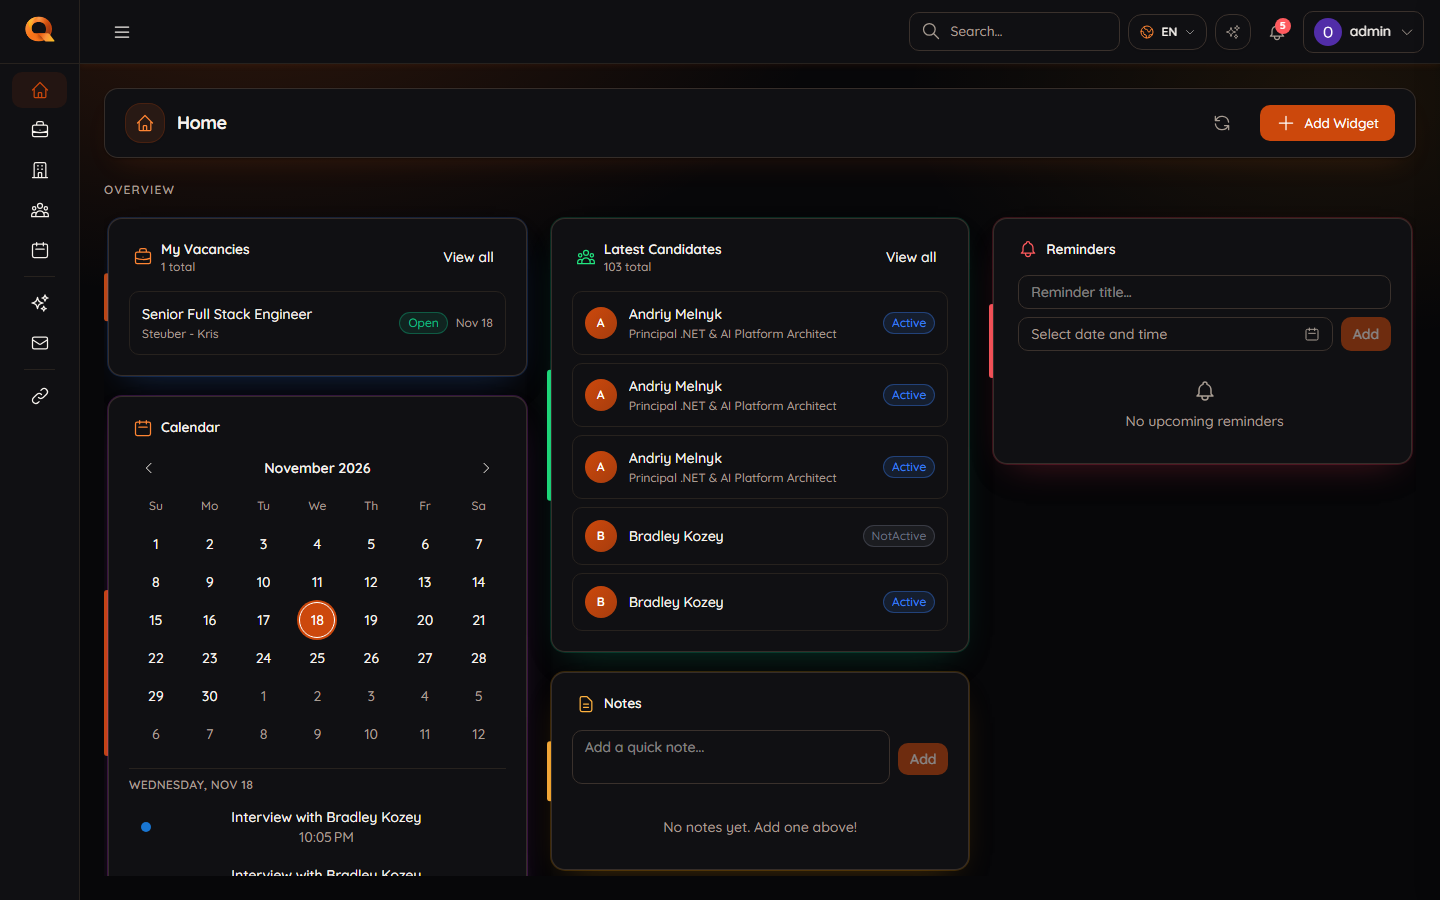 Search...
EN
5
O
admin
Home
Add Widget
OVERVIEW
My Vacancies
1 total
View all
Senior Full Stack Engineer
Steuber - Kris
Open
Nov 18
Calendar
November 2026
Su Mo Tu We Th Fr Sa
1 2 3 4 5 6 7
8 9 10 11 12 13 14
15 16 17 18 19 20 21
22 23 24 25 26 27 28
29 30 1 2 3 4 5
6 7 8 9 10 11 12
WEDNESDAY, NOV 18
Interview with Bradley Kozey
10:05 PM
Interview with Bradley Kozey
Latest Candidates
103 total
View all
A
Andriy Melnyk
Principal .NET & AI Platform Architect
Active
A
Andriy Melnyk
Principal .NET & AI Platform Architect
Active
A
Andriy Melnyk
Principal .NET & AI Platform Architect
Active
B
Bradley Kozey
NotActive
B
Bradley Kozey
Active
Notes
Add a quick note...
Add
No notes yet. Add one above!
Reminders
Reminder title...
Select date and time
Add
No upcoming reminders